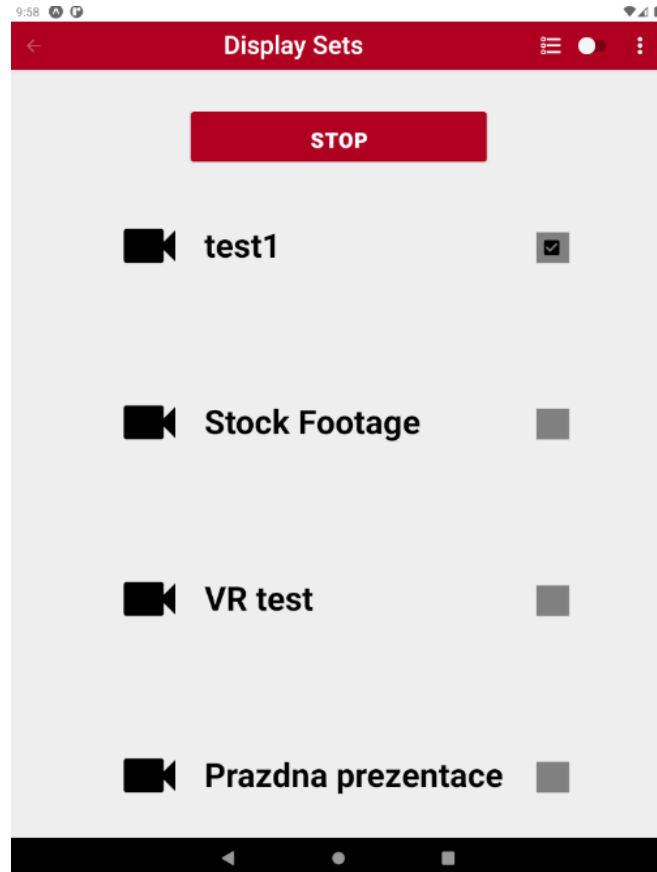 9:58
Display Sets
STOP
test1
Stock Footage
VR test
Prazdna prezentace